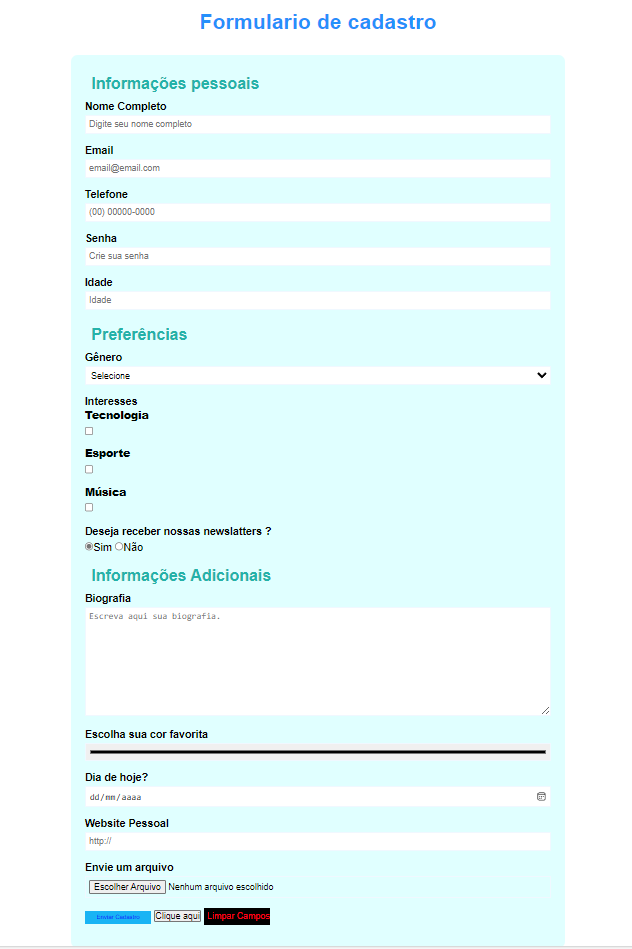 Formulario de cadastro
Informações pessoais
Nome Completo
Digite seu nome completo
Email
email@email.com
Telefone
(00) 00000-0000
Senha
Crie sua senha
Idade
Idade
Preferências
Gênero
Selecione
Interesses
Tecnologia
Esporte
Música
Deseja receber nossas newslatters ?
Sim Não
Informações Adicionais
Biografia
Escreva aqui sua biografia.
Escolha sua cor favorita
Dia de hoje?
dd/mm/aaaa
Website Pessoal
http://
Envie um arquivo
Escolher Arquivo Nenhum arquivo escolhido
Enviar Cadastro Clique aqui Limpar Campos